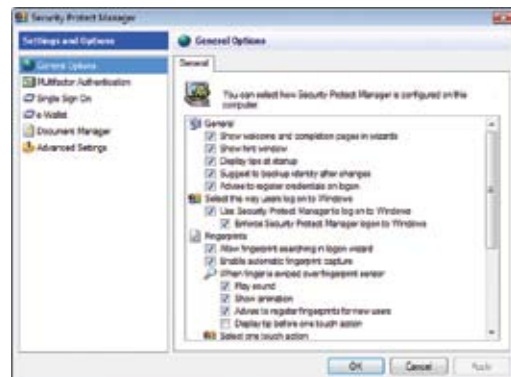 Security Protect Manager
Settings and Options
General Options
Multifactor Authentication
Single Sign On
e-Wallet
Document Manager
Advanced Settings
General Options
General
You can select how Security Protect Manager is configured on this
computer
General
Show welcome and completion pages in wizards
Show hint window
Display tips at startup
Suggest to backup identity after changes
Advise to register credentials on logon
Select the way users log on to Windows
Use Security Protect Manager to log on to Windows
Enforce Security Protect Manager logon to Windows
Fingerprints
Allow fingerprint searching in logon wizard
Enable automatic fingerprint capture
When finger is swiped over fingerprint sensor
Play sound
Show animation
Advise to register fingerprints for new users
Display tip before one touch action
Select one touch action
OK
Cancel
Apply